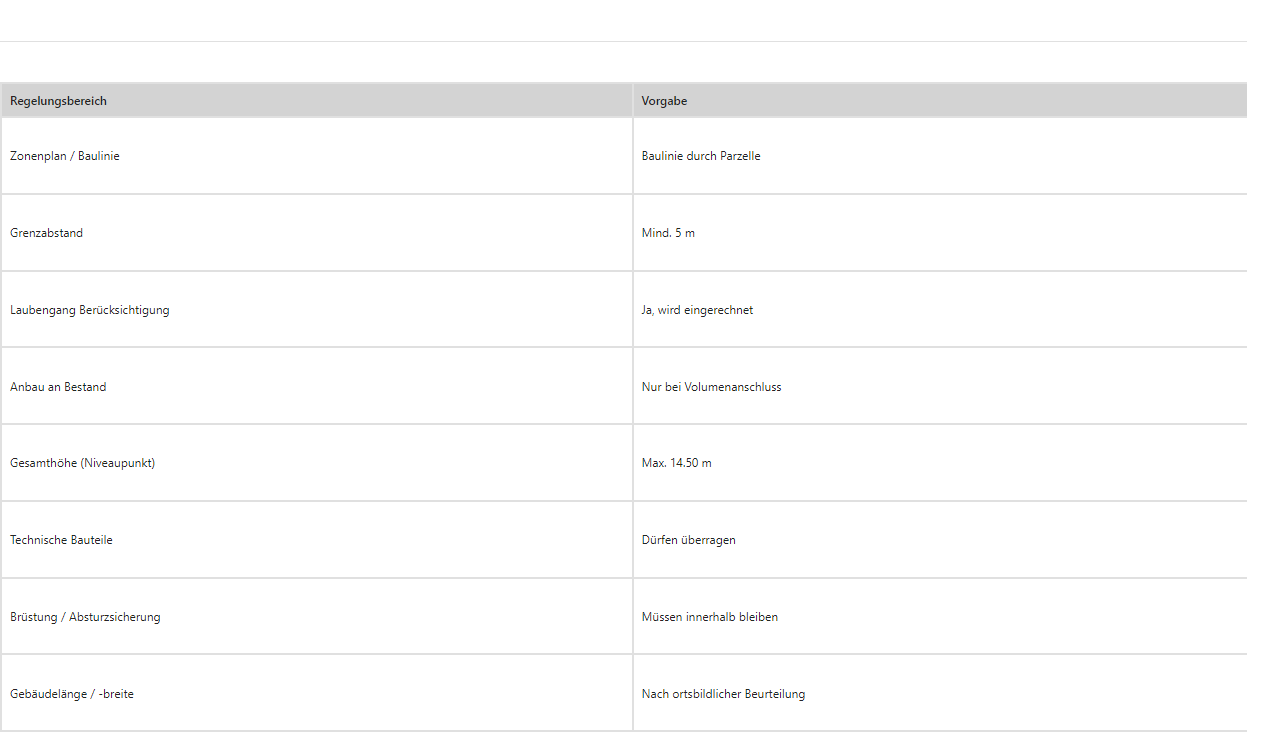 Regelungsbereich Vorgabe
Zonenplan / Baulinie Baulinie durch Parzelle
Grenzabstand Mind. 5 m
Laubengang Berücksichtigung Ja, wird eingerechnet
Anbau an Bestand Nur bei Volumenanschluss
Gesamthöhe (Niveaupunkt) Max. 14.50 m
Technische Bauteile Dürfen überragen
Brüstung / Absturzsicherung Müssen innerhalb bleiben
Gebäudelänge / -breite Nach ortsbildlicher Beurteilung